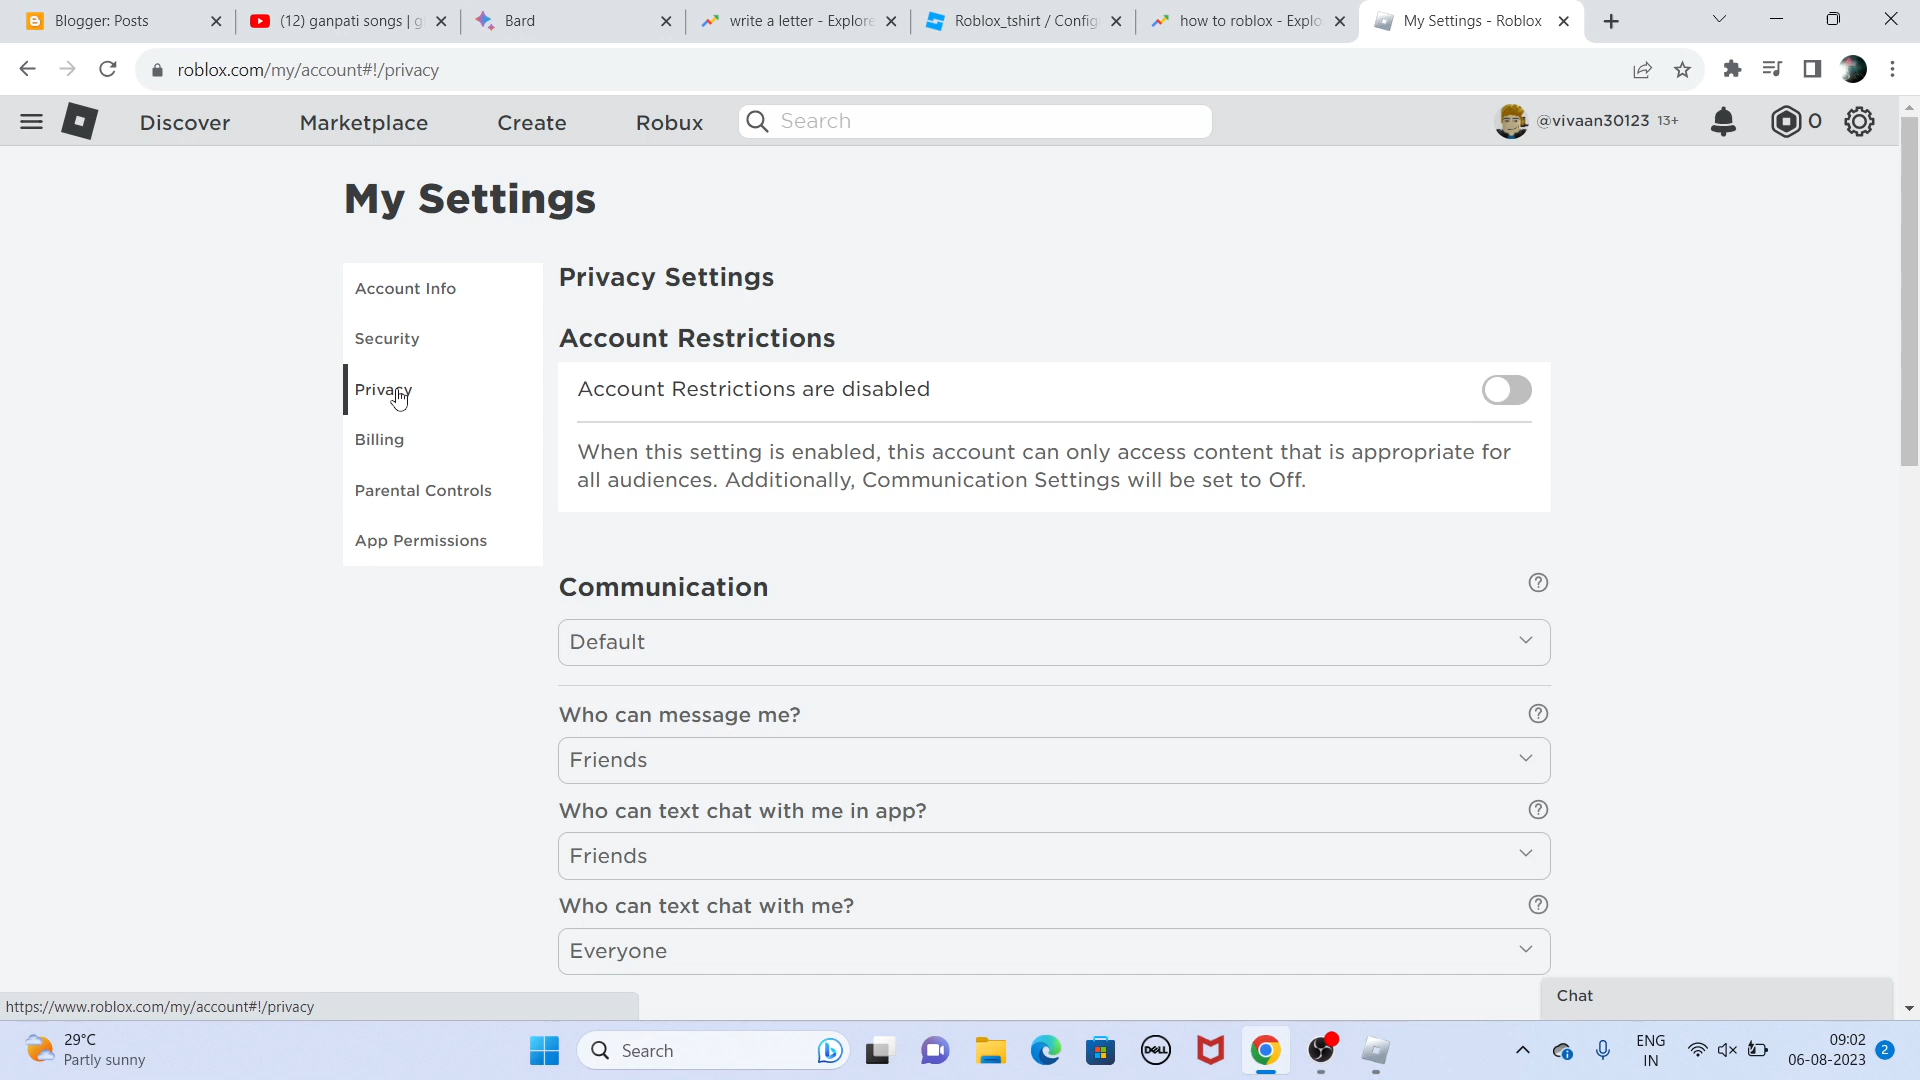 Blogger: Posts
(12) ganpati songs | g
Bard
write a letter - Explore
Roblox_tshirt / Config
how to roblox - Explo
My Settings - Roblox
roblox.com/my/account#!/privacy
Discover
Marketplace
Create
Robux
Search
@vivaan30123 13+
0
My Settings
Account Info
Security
Privacy
Billing
Parental Controls
App Permissions
Privacy Settings
Account Restrictions
Account Restrictions are disabled
When this setting is enabled, this account can only access content that is appropriate for
all audiences. Additionally, Communication Settings will be set to Off.
Communication
Default
Who can message me?
Friends
Who can text chat with me in app?
Friends
Who can text chat with me?
Everyone
Chat
https://www.roblox.com/my/account#!/privacy
29°C
Partly sunny
Search
DELL
ENG
IN
09:02
06-08-2023
2